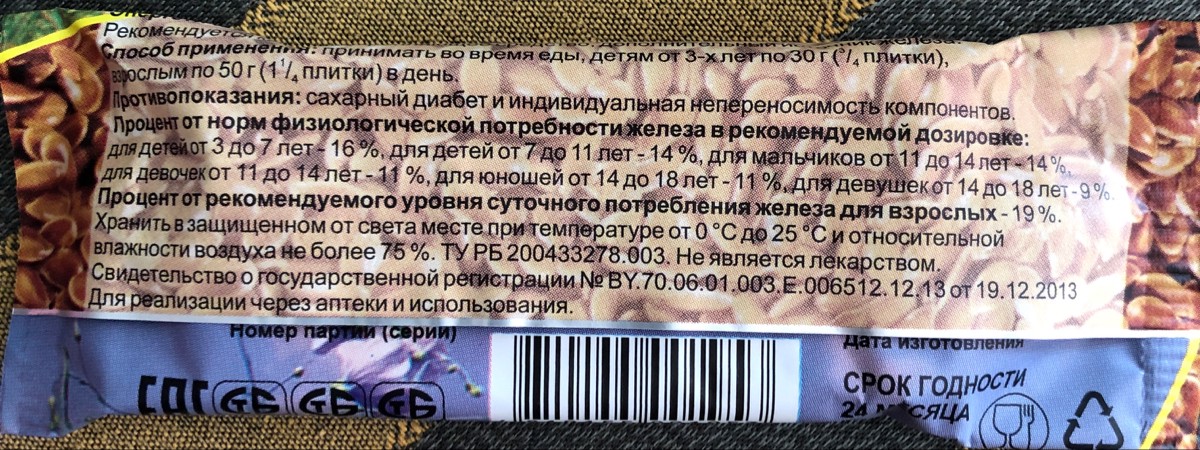 Рекомендуется
Способ применения: принимать во время еды, детям от 3-х лет по 30 г (³/₄ плитки),
взрослым по 50 г (1¹/₄ плитки) в день.
Противопоказания: сахарный диабет и индивидуальная непереносимость компонентов.
Процент от норм физиологической потребности железа в рекомендуемой дозировке:
для детей от 3 до 7 лет - 16 %, для детей от 7 до 11 лет - 14 %, для мальчиков от 11 до 14 лет - 14 %,
для девочек от 11 до 14 лет - 11 %, для юношей от 14 до 18 лет - 11 %, для девушек от 14 до 18 лет - 9 %.
Процент от рекомендуемого уровня суточного потребления железа для взрослых - 19 %.
Хранить в защищенном от света месте при температуре от 0 °С до 25 °С и относительной
влажности воздуха не более 75 %. ТУ РБ 200433278.003. Не является лекарством.
Свидетельство о государственной регистрации № BY.70.06.01.003.Е.006512.12.13 от 19.12.2013
Для реализации через аптеки и использования.
Номер партии (серии)
Дата изготовления
СРОК ГОДНОСТИ
24 МЕСЯЦА